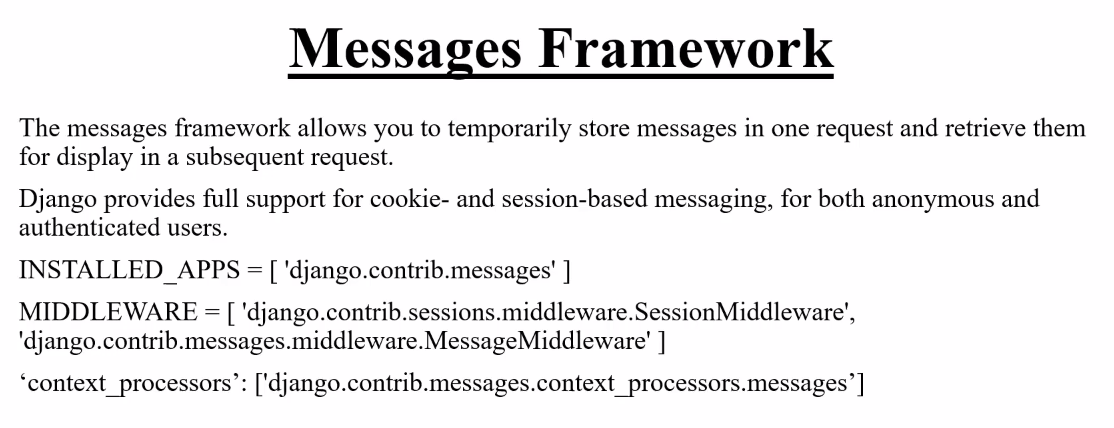 Messages Framework
The messages framework allows you to temporarily store messages in one request and retrieve them
for display in a subsequent request.
Django provides full support for cookie- and session-based messaging, for both anonymous and
authenticated users.
INSTALLED_APPS = [ 'django.contrib.messages' ]
MIDDLEWARE = [ 'django.contrib.sessions.middleware.SessionMiddleware',
'django.contrib.messages.middleware.MessageMiddleware' ]
‘context_processors’: ['django.contrib.messages.context_processors.messages’]